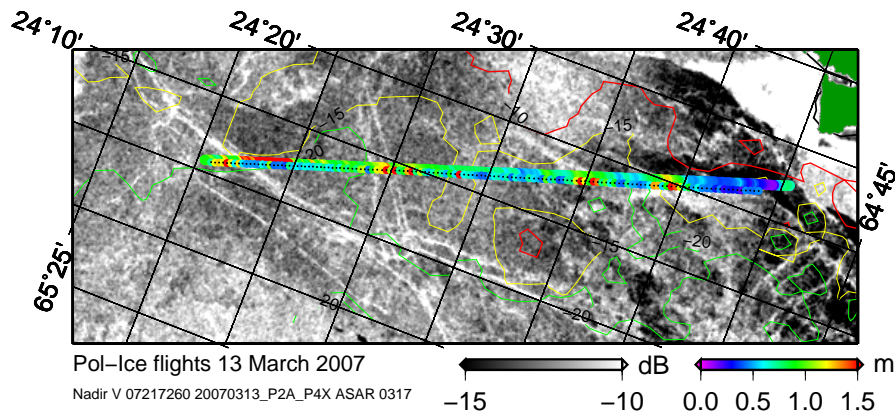 24°10' 24°20' 24°30' 24°40'
−15
−15
−10
−15
20
64°45'
−15
−20
65°25'
−20
−20
Pol−Ice flights 13 March 2007
dB
m
Nadir V 07217260 20070313_P2A_P4X ASAR 0317
−15 −10
0.0 0.5 1.0 1.5